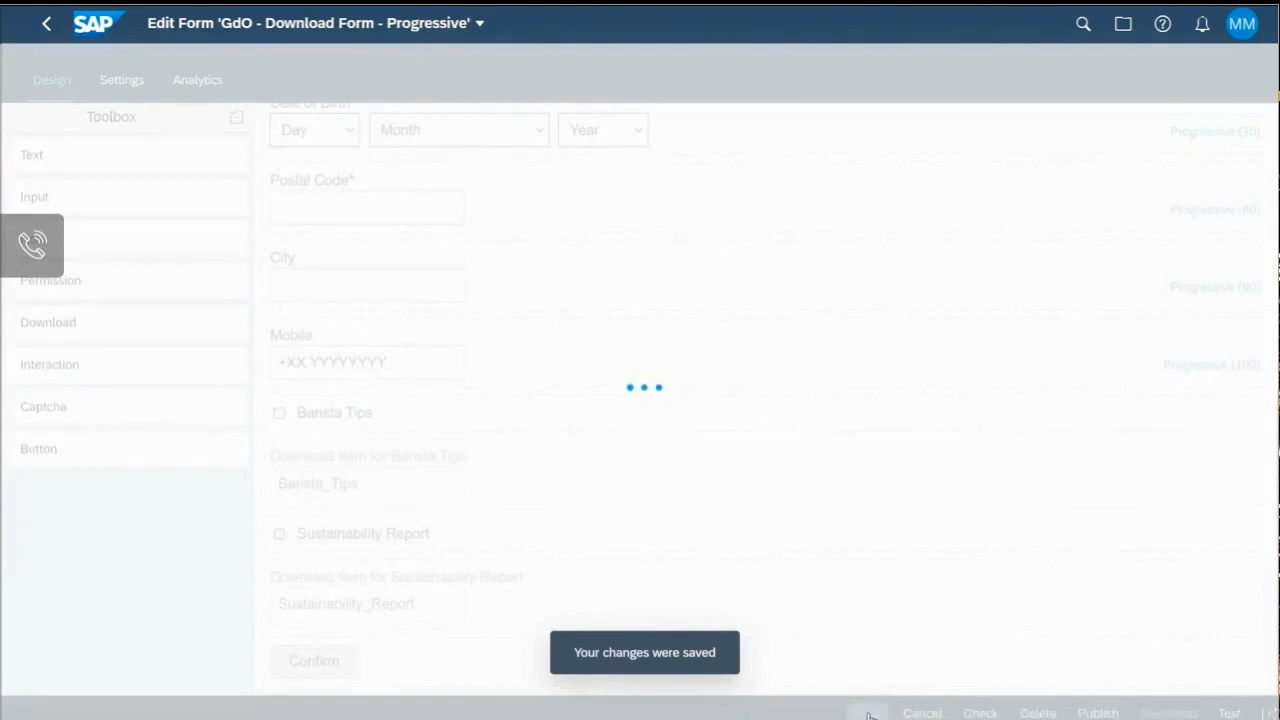 SAP Edit Form 'GdO - Download Form - Progressive' MM
Design Settings Analytics
Toolbox
Text
Input
Permission
Download
Interaction
Captcha
Button
Date of Birth
Day Month Year Progressive (70)
Postal Code*
Progressive (80)
City
Progressive (90)
Mobile
+XX YYYYYYYY Progressive (100)
Barista Tips
Download Item for Barista Tips
Barista_Tips
Sustainability Report
Download Item for Sustainability Report
Sustainability_Report
Confirm
Your changes were saved
Cancel Check Delete Publish Test